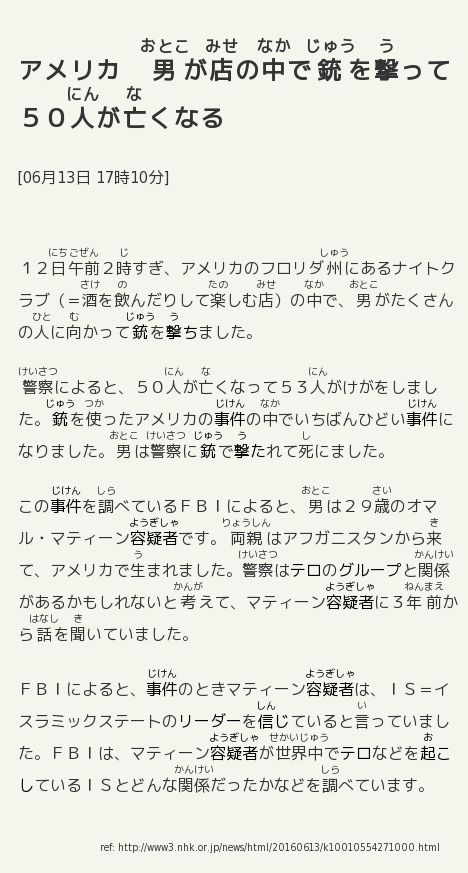 アメリカ 男が店の中で銃を撃って
５０人が亡くなる
[06月13日 17時10分]
１２日午前２時すぎ、アメリカのフロリダ州にあるナイトク
ラブ（＝酒を飲んだりして楽しむ店）の中で、男がたくさん
の人に向かって銃を撃ちました。
警察によると、５０人が亡くなって５３人がけがをしまし
た。銃を使ったアメリカの事件の中でいちばんひどい事件に
なりました。男は警察に銃で撃たれて死にました。
この事件を調べているＦＢＩによると、男は２９歳のオマ
ル・マティーン容疑者です。両親はアフガニスタンから来
て、アメリカで生まれました。警察はテロのグループと関係
があるかもしれないと考えて、マティーン容疑者に３年前か
ら話を聞いていました。
ＦＢＩによると、事件のときマティーン容疑者は、ＩＳ＝イ
スラミックステートのリーダーを信じていると言っていまし
た。ＦＢＩは、マティーン容疑者が世界中でテロなどを起こ
しているＩＳとどんな関係だったかなどを調べています。
ref: http://www3.nhk.or.jp/news/html/20160613/k10010554271000.html